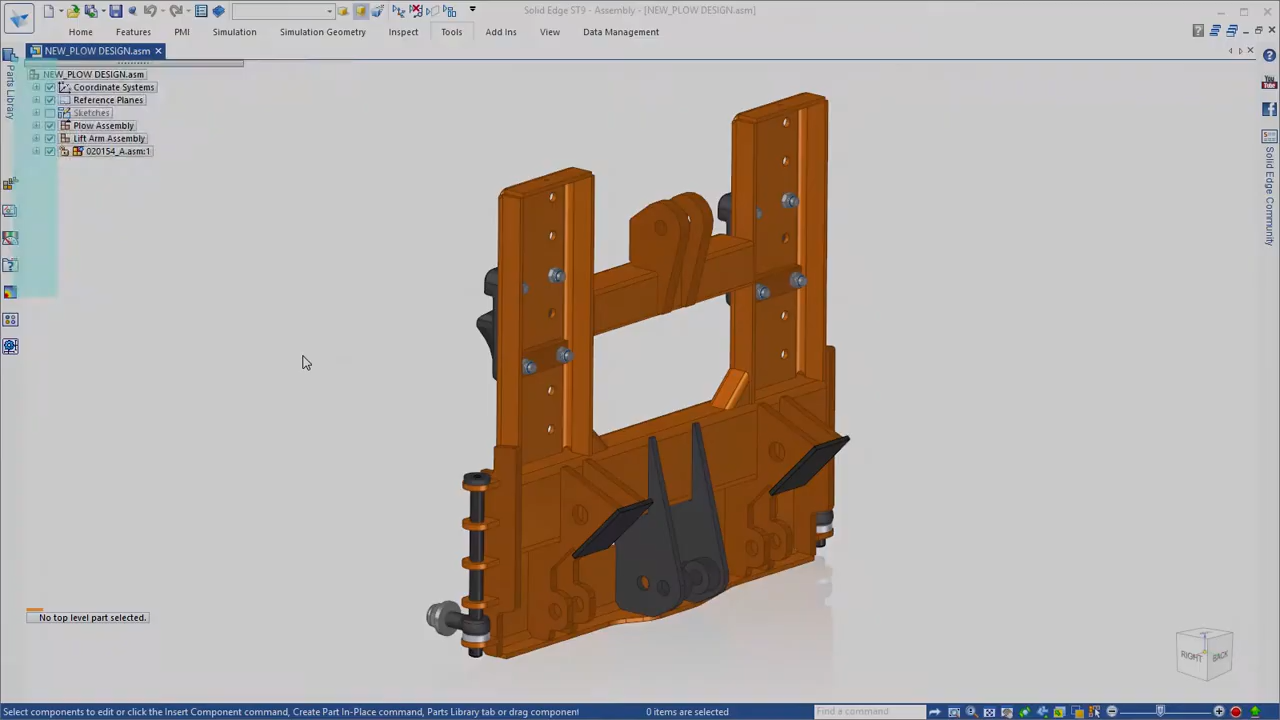 Solid Edge ST9 - Assembly - [NEW_PLOW DESIGN.asm]
Home Features PMI Simulation Simulation Geometry Inspect Tools Add Ins View Data Management
NEW_PLOW DESIGN.asm
Parts Library
NEW_PLOW DESIGN.asm
Coordinate Systems
Reference Planes
Sketches
Plow Assembly
Lift Arm Assembly
020154_A.asm:1
No top level part selected.
You
Tube
Solid Edge Community
RIGHT
BACK
Select components to edit or click the Insert Component command, Create Part In-Place command, Parts Library tab or drag component
0 items are selected
Find a command